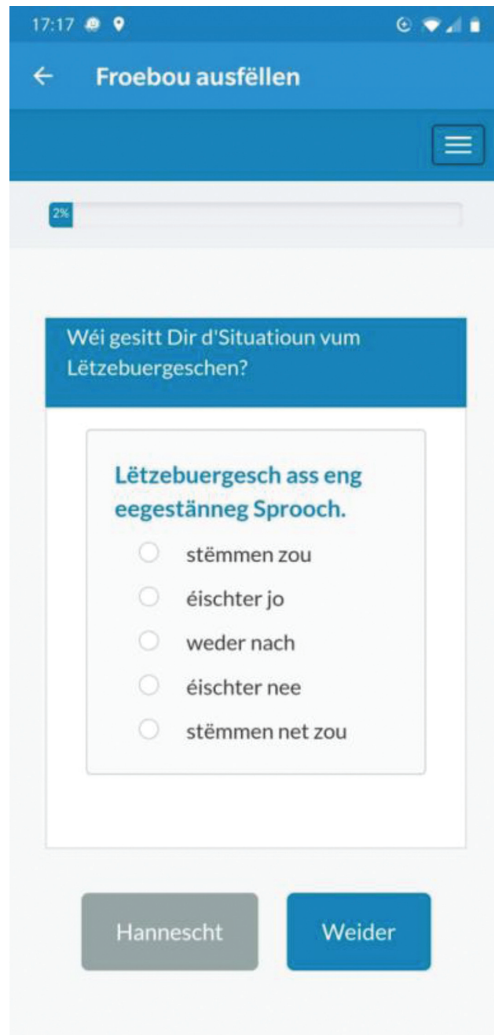 17:17
Froebou ausfëllen
2%
Wéi gesitt Dir d'Situatioun vum
Lëtzebuergeschen?
Lëtzebuergesch ass eng
eegestänneg Sprooch.
stëmmen zou
éischter jo
weder nach
éischter nee
stëmmen net zou
Hannescht
Weider